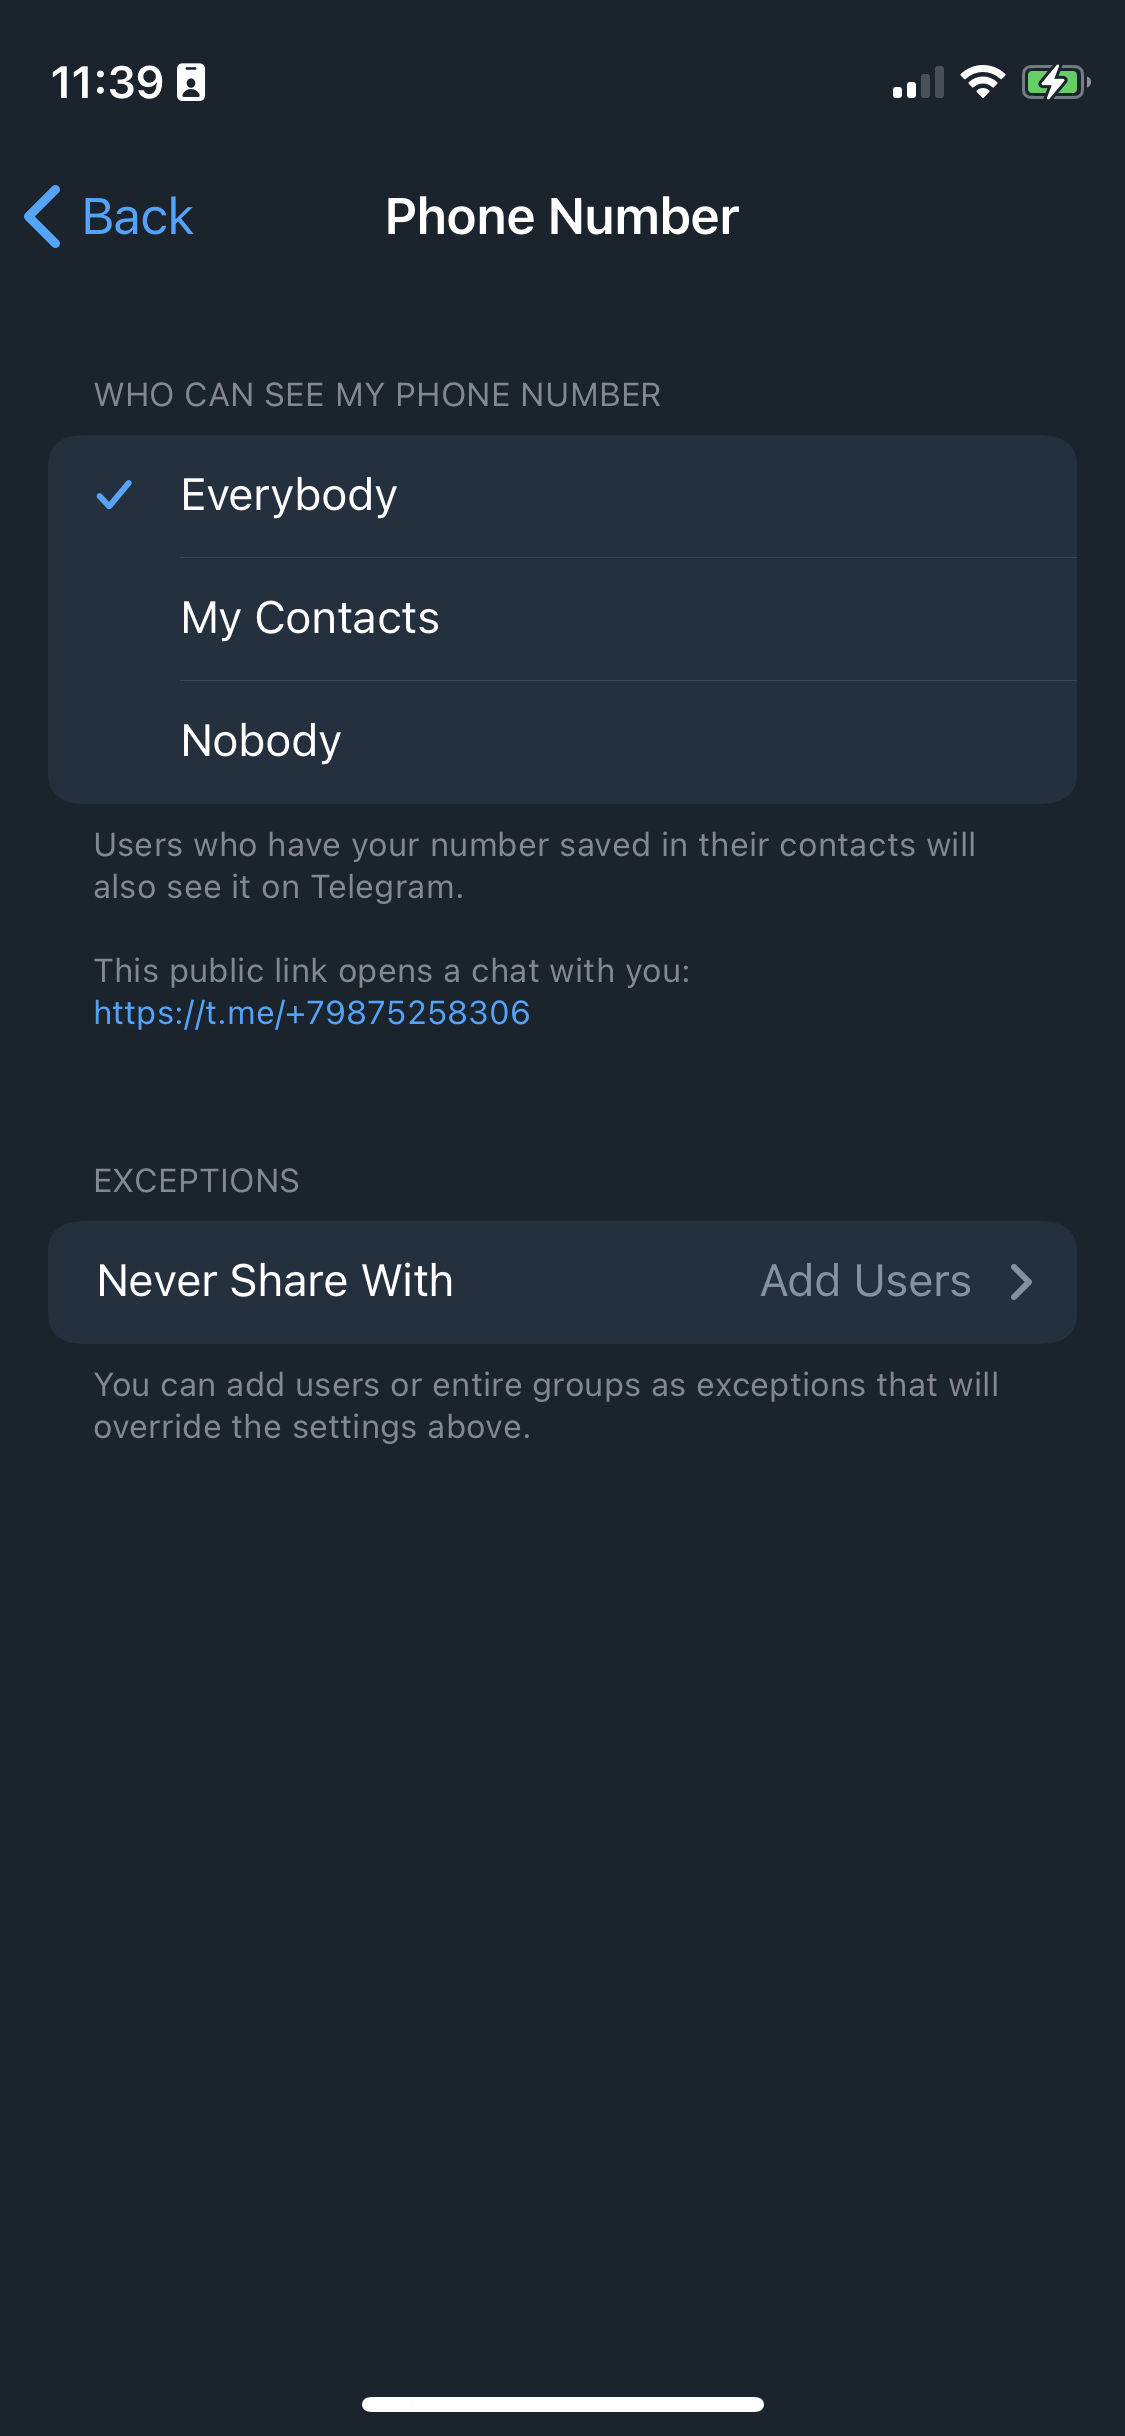 11:39
Back
Phone Number
WHO CAN SEE MY PHONE NUMBER
Everybody
My Contacts
Nobody
Users who have your number saved in their contacts will
also see it on Telegram.
This public link opens a chat with you:
https://t.me/+79875258306
EXCEPTIONS
Never Share With
Add Users
You can add users or entire groups as exceptions that will
override the settings above.